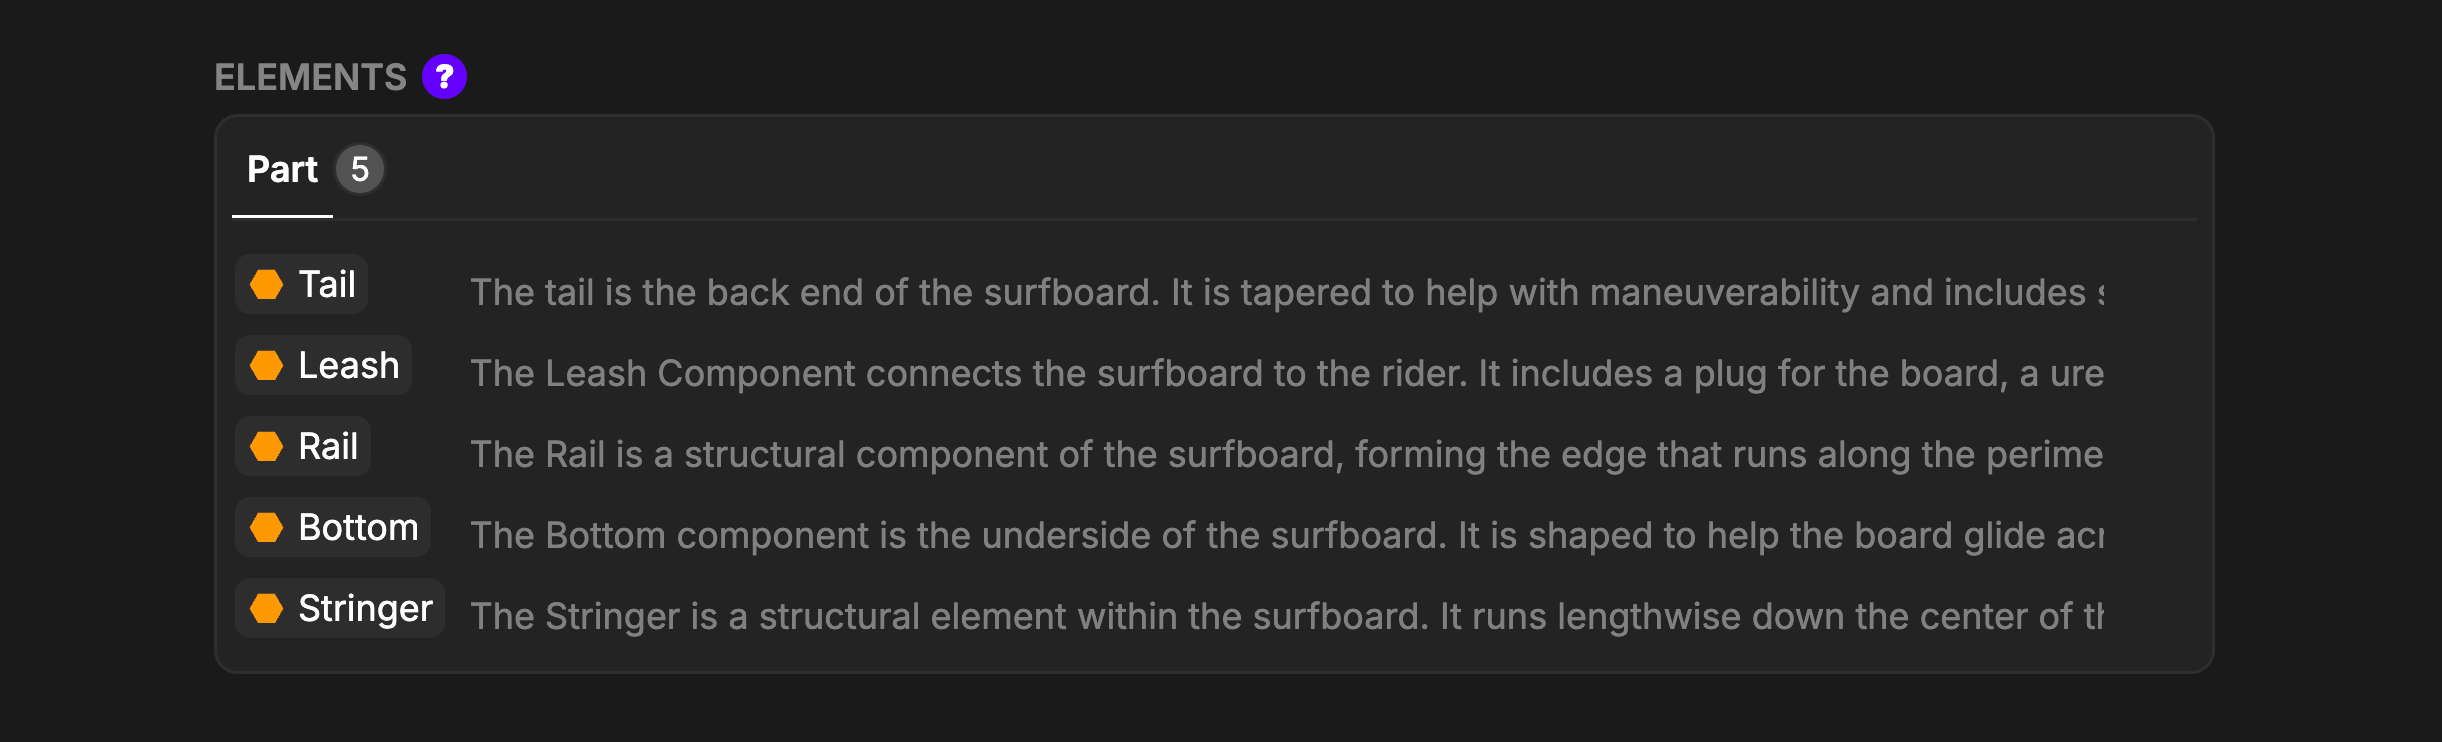 ELEMENTS ?
Part 5
Tail The tail is the back end of the surfboard. It is tapered to help with maneuverability and includes
Leash The Leash Component connects the surfboard to the rider. It includes a plug for the board, a ure
Rail The Rail is a structural component of the surfboard, forming the edge that runs along the perime
Bottom The Bottom component is the underside of the surfboard. It is shaped to help the board glide acr
Stringer The Stringer is a structural element within the surfboard. It runs lengthwise down the center of th